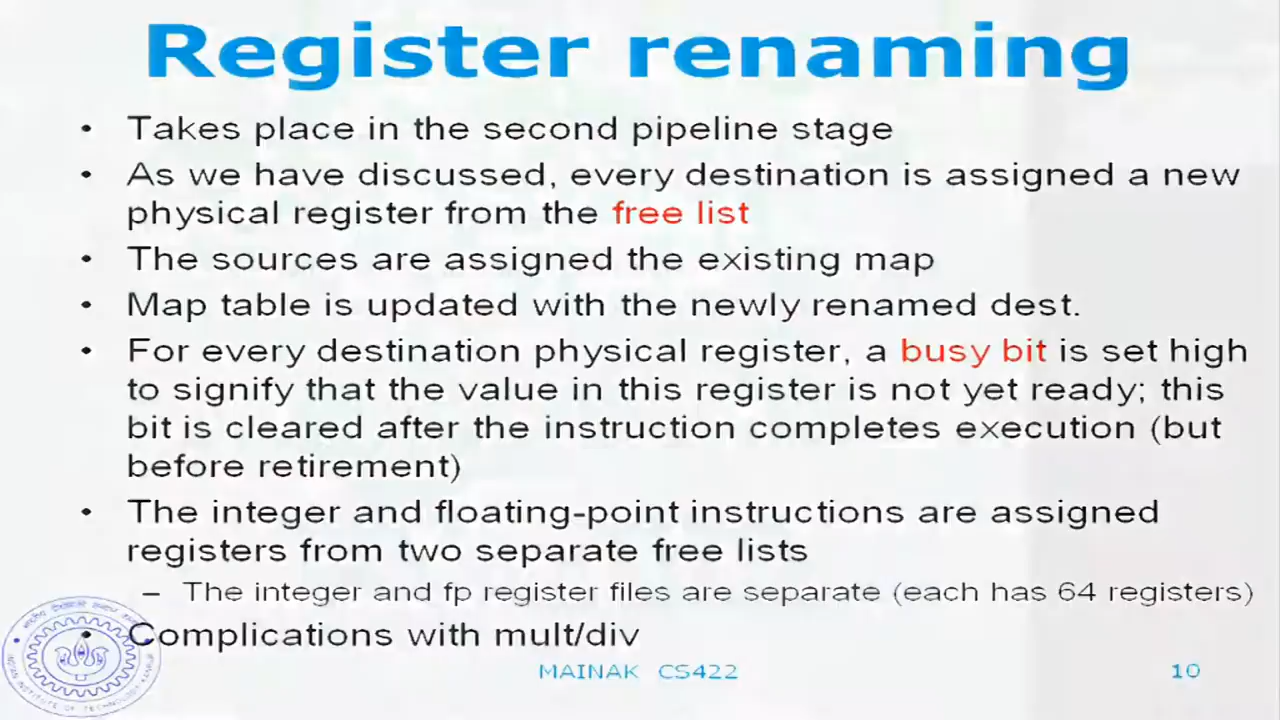 Register renaming
• Takes place in the second pipeline stage
• As we have discussed, every destination is assigned a new
physical register from the free list
• The sources are assigned the existing map
• Map table is updated with the newly renamed dest.
• For every destination physical register, a busy bit is set high
to signify that the value in this register is not yet ready; this
bit is cleared after the instruction completes execution (but
before retirement)
• The integer and floating-point instructions are assigned
registers from two separate free lists
– The integer and fp register files are separate (each has 64 registers)
• Complications with mult/div
MAINAK CS422
10